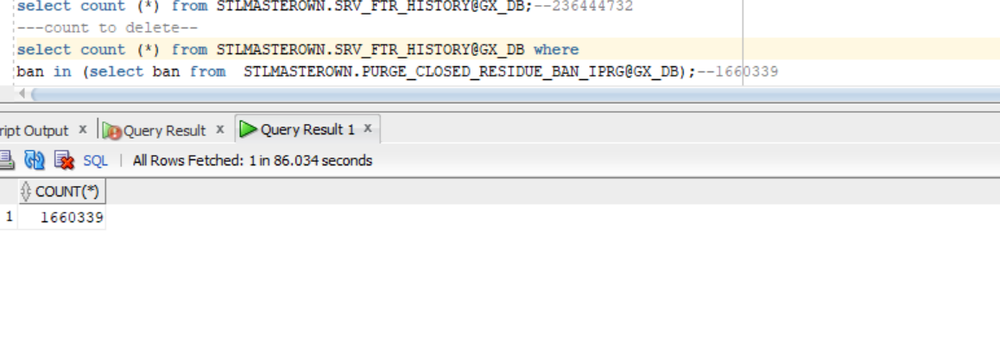 select count (*) from STLMASTEROWN.SRV_FTR_HISTORY@GX_DB;--236444732
---count to delete--
select count (*) from STLMASTEROWN.SRV_FTR_HISTORY@GX_DB where
ban in (select ban from  STLMASTEROWN.PURGE_CLOSED_RESIDUE_BAN_IPRG@GX_DB);--1660339
ript Output x Query Result x Query Result 1 x
SQL | All Rows Fetched: 1 in 86.034 seconds
COUNT(*)
1 1660339